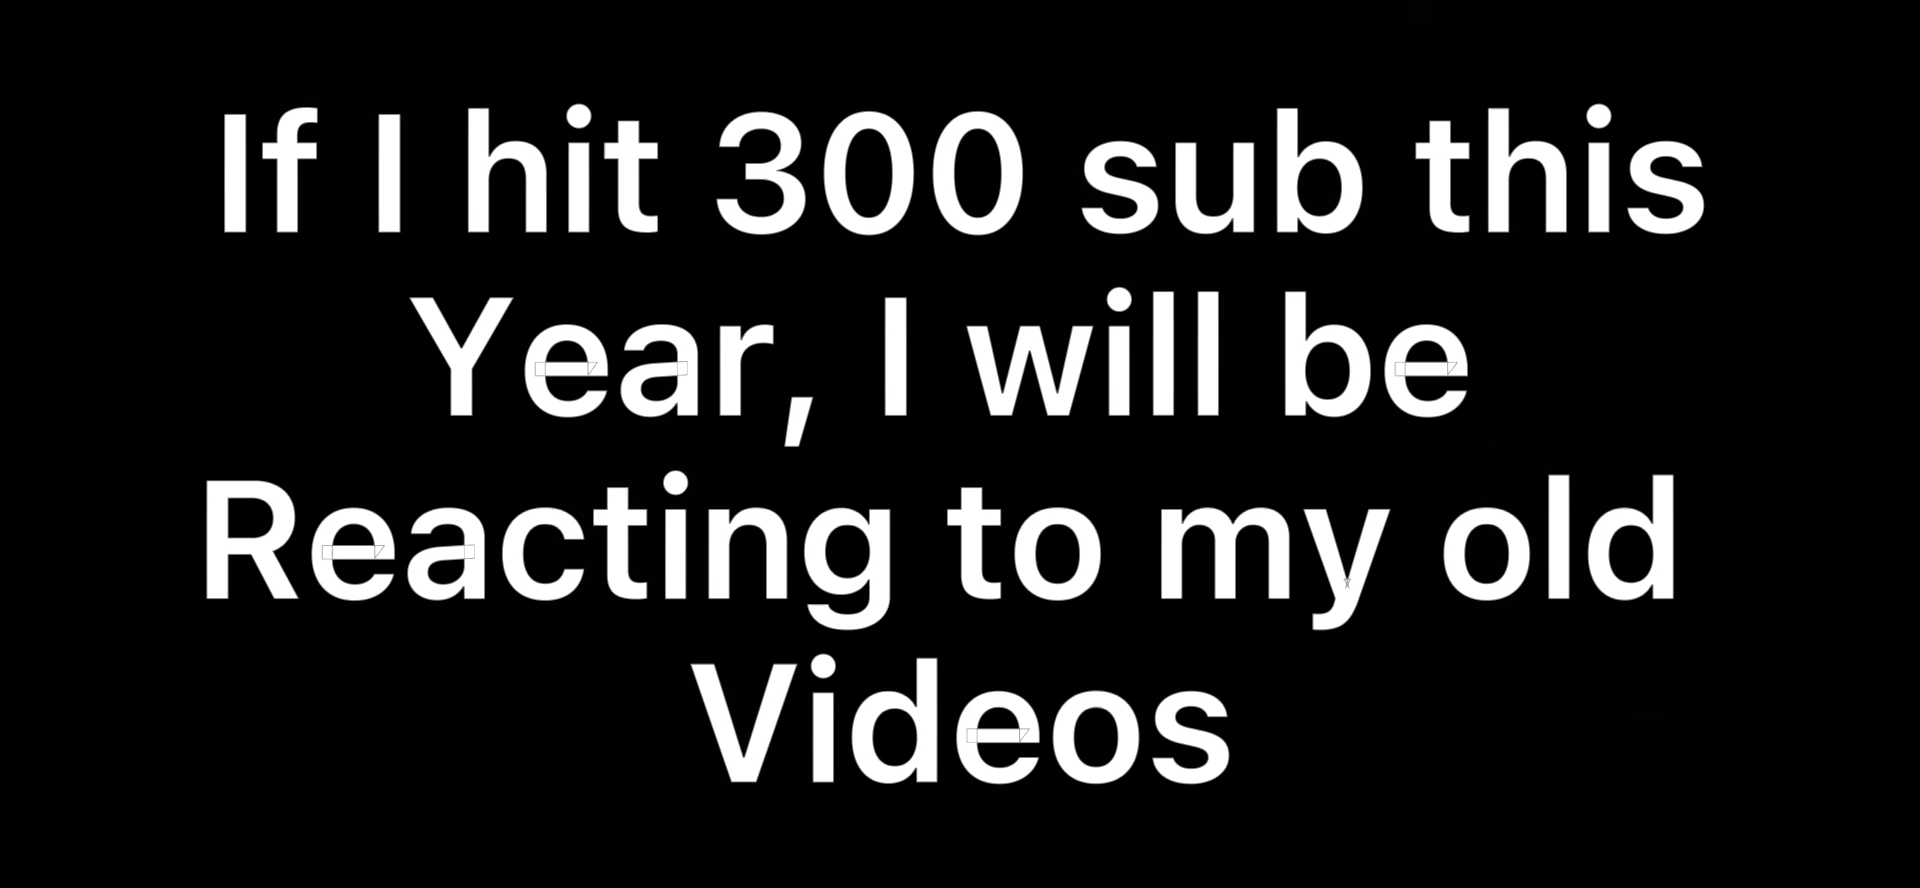 If I hit 300 sub this
Year, I will be
Reacting to my old
Videos